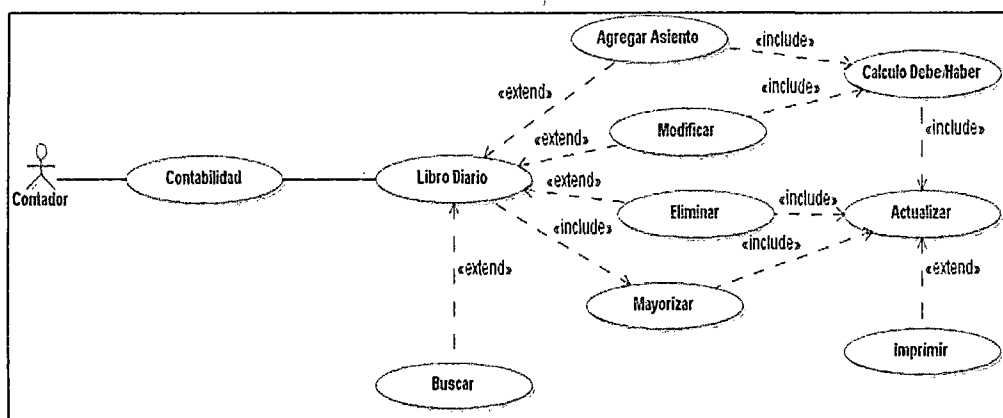 Agregar Asiento
«include»
Calculo Debe/Haber
«extend»
«include»
Modificar
«include»
«extend»
Contador
Contabilidad
Libro Diario
«extend»
Eliminar
«include»
Actualizar
«include»
«include»
«extend»
«extend»
Mayorizar
imprimir
Buscar